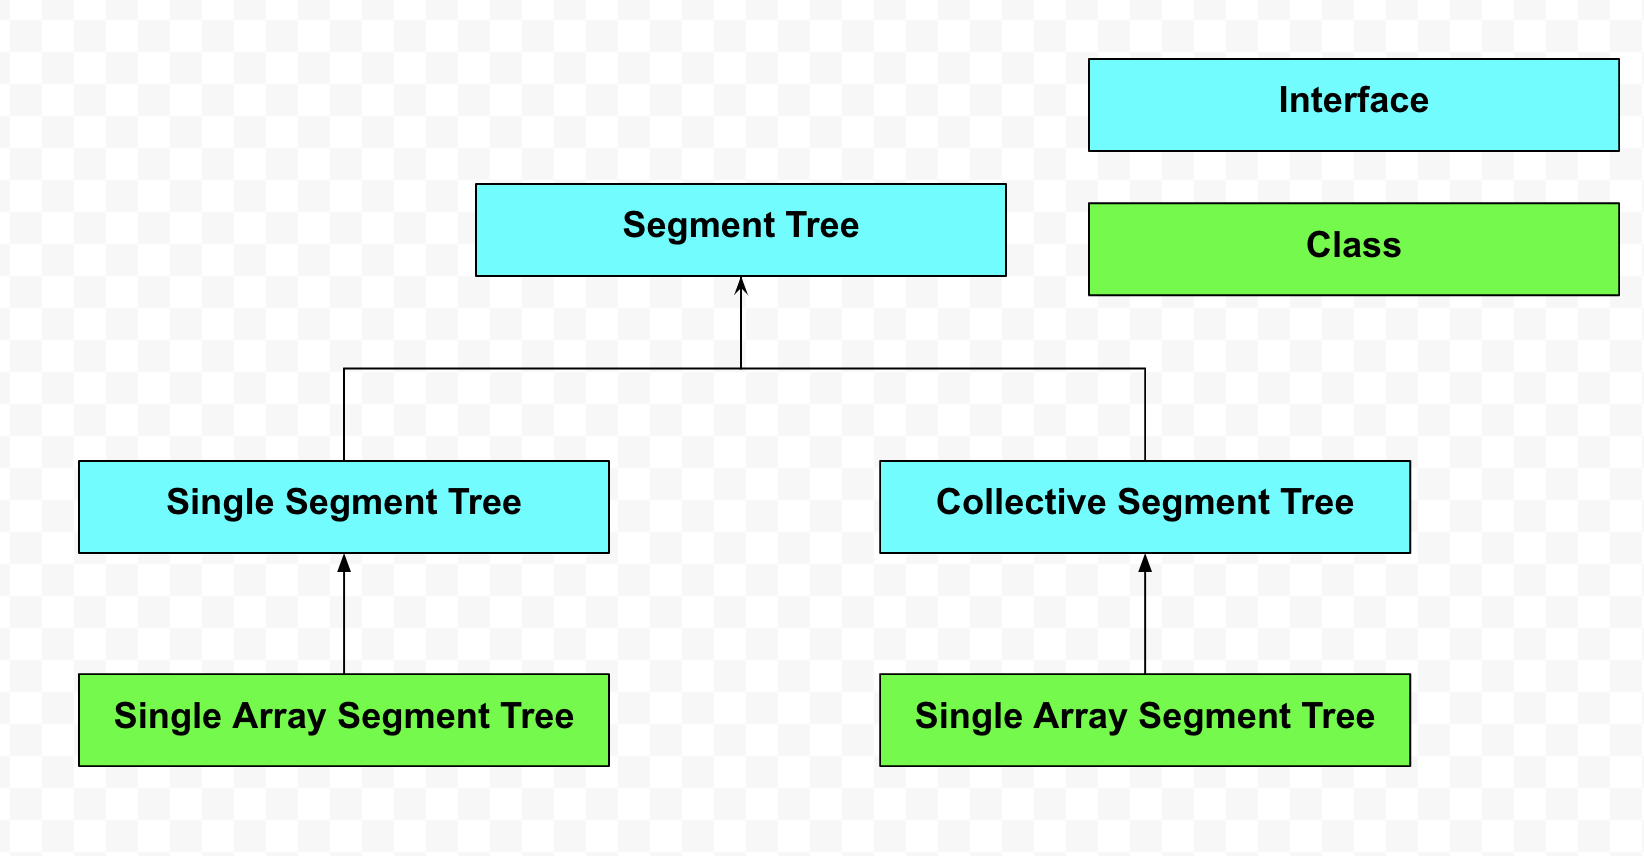 Interface
Segment Tree
Class
Single Segment Tree
Collective Segment Tree
Single Array Segment Tree
Single Array Segment Tree